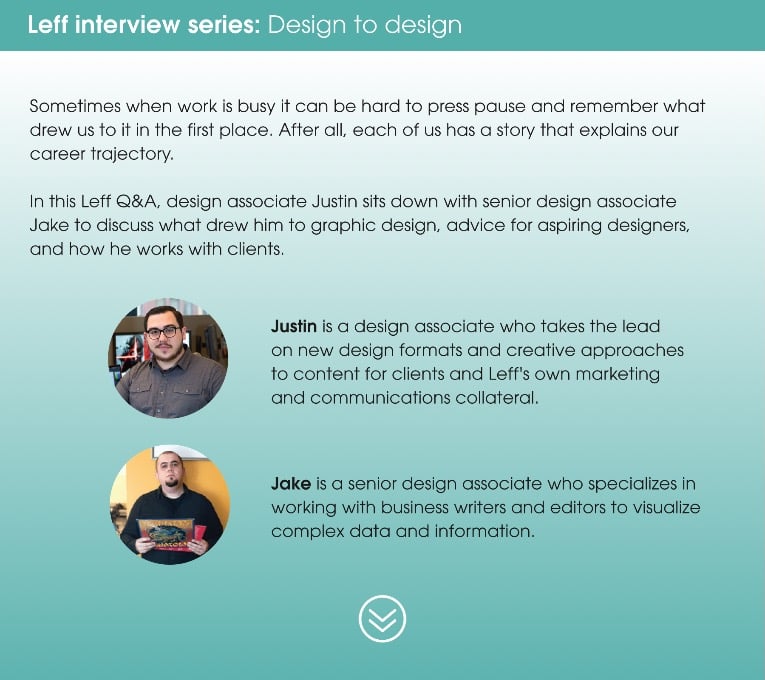 Leff interview series: Design to design
Sometimes when work is busy it can be hard to press pause and remember what
drew us to it in the first place. After all, each of us has a story that explains our
career trajectory.
In this Leff Q&A, design associate Justin sits down with senior design associate
Jake to discuss what drew him to graphic design, advice for aspiring designers,
and how he works with clients.
Justin is a design associate who takes the lead
on new design formats and creative approaches
to content for clients and Leff's own marketing
and communications collateral.
Jake is a senior design associate who specializes in
working with business writers and editors to visualize
complex data and information.